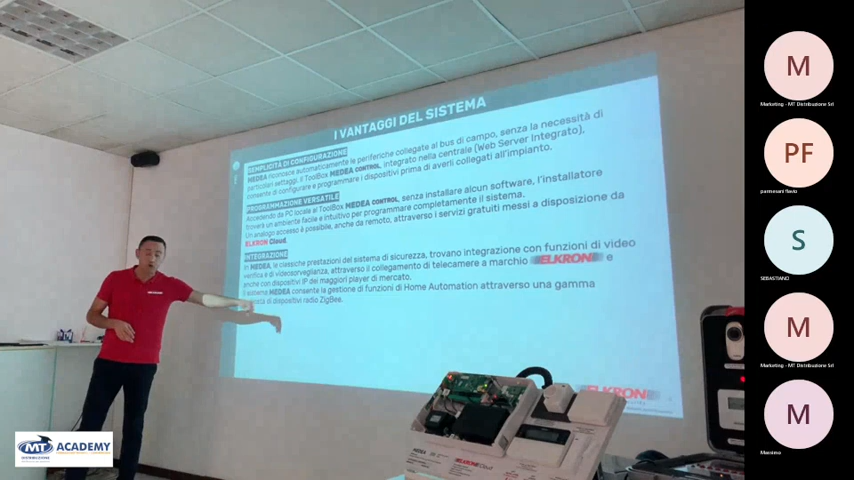 I VANTAGGI DEL SISTEMA
SEMPLICITÀ DI CONFIGURAZIONE
MEDEA riconosce automaticamente le periferiche collegate al bus di campo, senza la necessità di
particolari settaggi. Il ToolBox MEDEA CONTROL, integrato nella centrale (Web Server Integrato),
consente di configurare e programmare i dispositivi prima di averli collegati all'impianto.
PROGRAMMAZIONE VERSATILE
Accedendo da PC locale al ToolBox MEDEA CONTROL, senza installare alcun software, l'installatore
troverà un ambiente facile e intuitivo per programmare completamente il sistema.
Un analogo accesso è possibile, anche da remoto, attraverso i servizi gratuiti messi a disposizione da
ELKRON Cloud.
INTEGRAZIONE
In MEDEA, le classiche prestazioni del sistema di sicurezza, trovano integrazione con funzioni di video
verifica e di videosorveglianza, attraverso il collegamento di telecamere a marchio ELKRON e
anche con dispositivi IP dei maggiori player di mercato.
Il sistema MEDEA consente la gestione di funzioni di Home Automation attraverso una gamma
di dispositivi radio ZigBee.
ELKRON
MEDEA
ELKRON Cloud
MT ACADEMY
DISTRIBUZIONE
M
Marketing - MT Distribuzione Srl
PF
parmesani flavio
S
SEBASTIANO
M
Marketing - MT Distribuzione Srl
M
Massimo